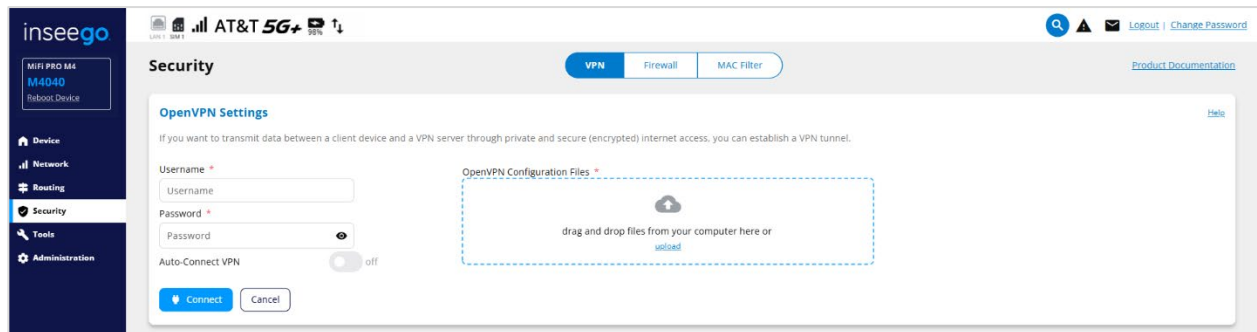 inseego
LAN 1 SIM 1 AT&T 5G+ 98%
Logout | Change Password
MiFi PRO M4
M4040
Reboot Device
Security
VPN Firewall MAC Filter
Product Documentation
OpenVPN Settings
Help
If you want to transmit data between a client device and a VPN server through private and secure (encrypted) internet access, you can establish a VPN tunnel.
Device
Network
Routing
Security
Tools
Administration
Username *
Username
Password *
Password
Auto-Connect VPN off
OpenVPN Configuration Files *
drag and drop files from your computer here or
upload
Connect Cancel